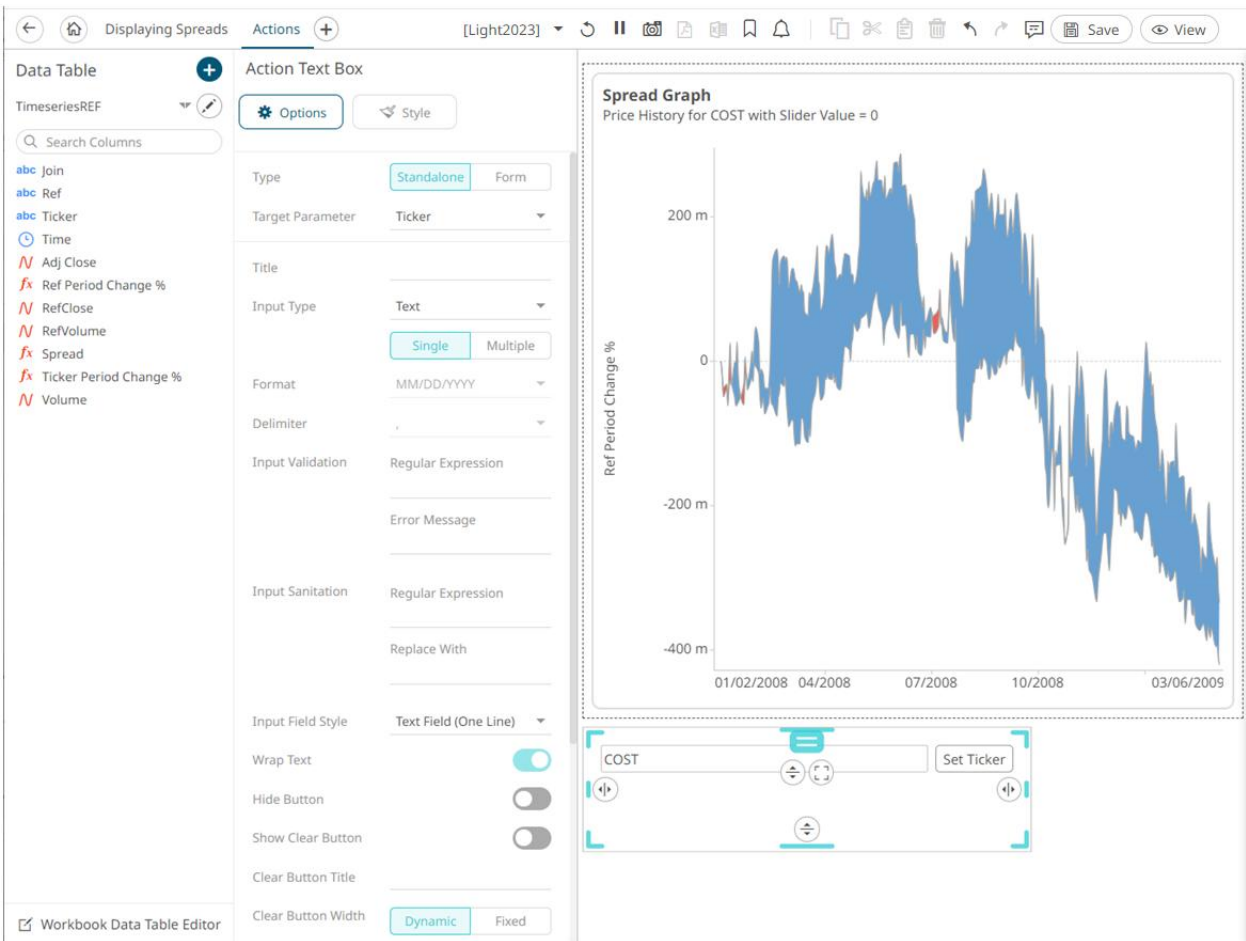 Displaying Spreads Actions [Light2023] Save View
Data Table
TimeseriesREF
Search Columns
abc Join
abc Ref
abc Ticker
Time
Adj Close
fx Ref Period Change %
RefClose
RefVolume
fx Spread
fx Ticker Period Change %
Volume
Workbook Data Table Editor
Action Text Box
Options Style
Type Standalone Form
Target Parameter Ticker
Title
Input Type Text
Single Multiple
Format MM/DD/YYYY
Delimiter ,
Input Validation Regular Expression
Error Message
Input Sanitation Regular Expression
Replace With
Input Field Style Text Field (One Line)
Wrap Text
Hide Button
Show Clear Button
Clear Button Title
Clear Button Width Dynamic Fixed
Spread Graph
Price History for COST with Slider Value = 0
Ref Period Change %
200 m
0
-200 m
-400 m
01/02/2008 04/2008 07/2008 10/2008 03/06/2009
COST Set Ticker